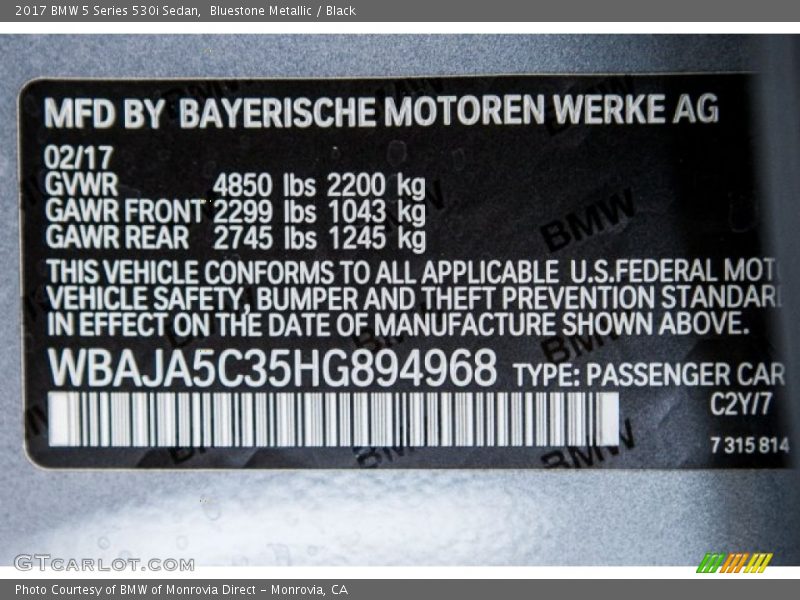 2017 BMW 5 Series 530i Sedan,  Bluestone Metallic / Black
MFD BY BAYERISCHE MOTOREN WERKE AG
02/17
GVWR 4850 lbs 2200 kg
GAWR FRONT 2299 lbs 1043 kg
GAWR REAR 2745 lbs 1245 kg
THIS VEHICLE CONFORMS TO ALL APPLICABLE U.S.FEDERAL MOT
VEHICLE SAFETY, BUMPER AND THEFT PREVENTION STANDAR
IN EFFECT ON THE DATE OF MANUFACTURE SHOWN ABOVE.
WBAJA5C35HG894968 TYPE: PASSENGER CAR
C2Y/7
7 315 814
BMW
BMW
BMW
BMW
GTCARLOT.COM
Photo Courtesy of BMW of Monrovia Direct - Monrovia, CA